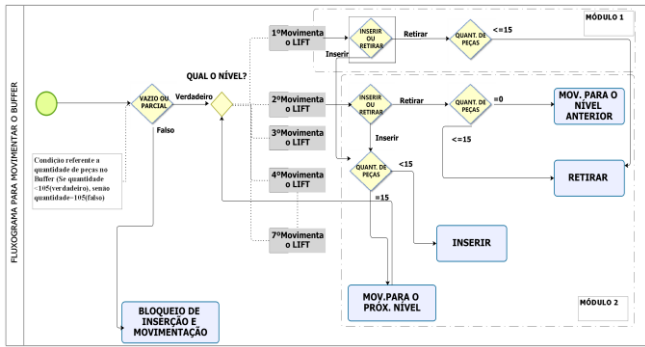 FLUXOGRAMA PARA MOVIMENTAR O BUFFER
MÓDULO 1
1ºMovimenta
o LIFT
INSERIR
OU
RETIRAR
Retirar
QUANT. DE
PEÇAS
<=15
Inserir
QUAL O NÍVEL?
VAZIO OU
PARCIAL
Verdadeiro
Falso
2ºMovimenta
o LIFT
INSERIR
OU
RETIRAR
Retirar
QUANT. DE
PEÇAS
=0
MOV. PARA O
NÍVEL
ANTERIOR
3ºMovimenta
o LIFT
Inserir
<=15
Condição referente a
quantidade de peças no
Buffer (Se quantidade
<105(verdadeiro), senão
quantidade=105(falso)
4ºMovimenta
o LIFT
QUANT. DE
PEÇAS
<15
=15
RETIRAR
7ºMovimenta
o LIFT
INSERIR
MOV.PARA O
PRÓX. NÍVEL
BLOQUEIO DE
INSERÇÃO E
MOVIMENTAÇÃO
MÓDULO 2